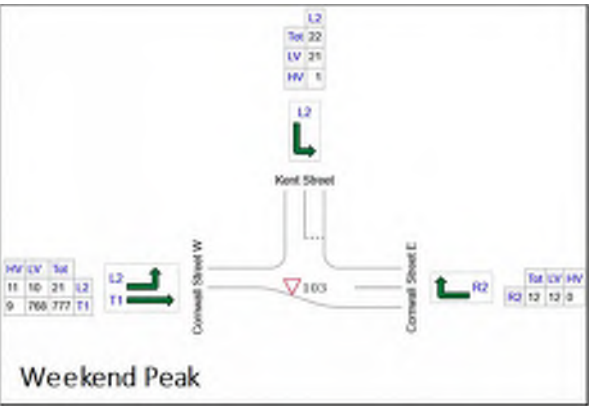 L2
Tot 22
LV 21
HV 1
L2
Kent Street
HV LV Tot
11 10 21 L2
9 768 777 T1
L2
T1
Cornwall Street W
103
Cornwall Street E
R2
Tot LV HV
R2 12 12 0
Weekend Peak